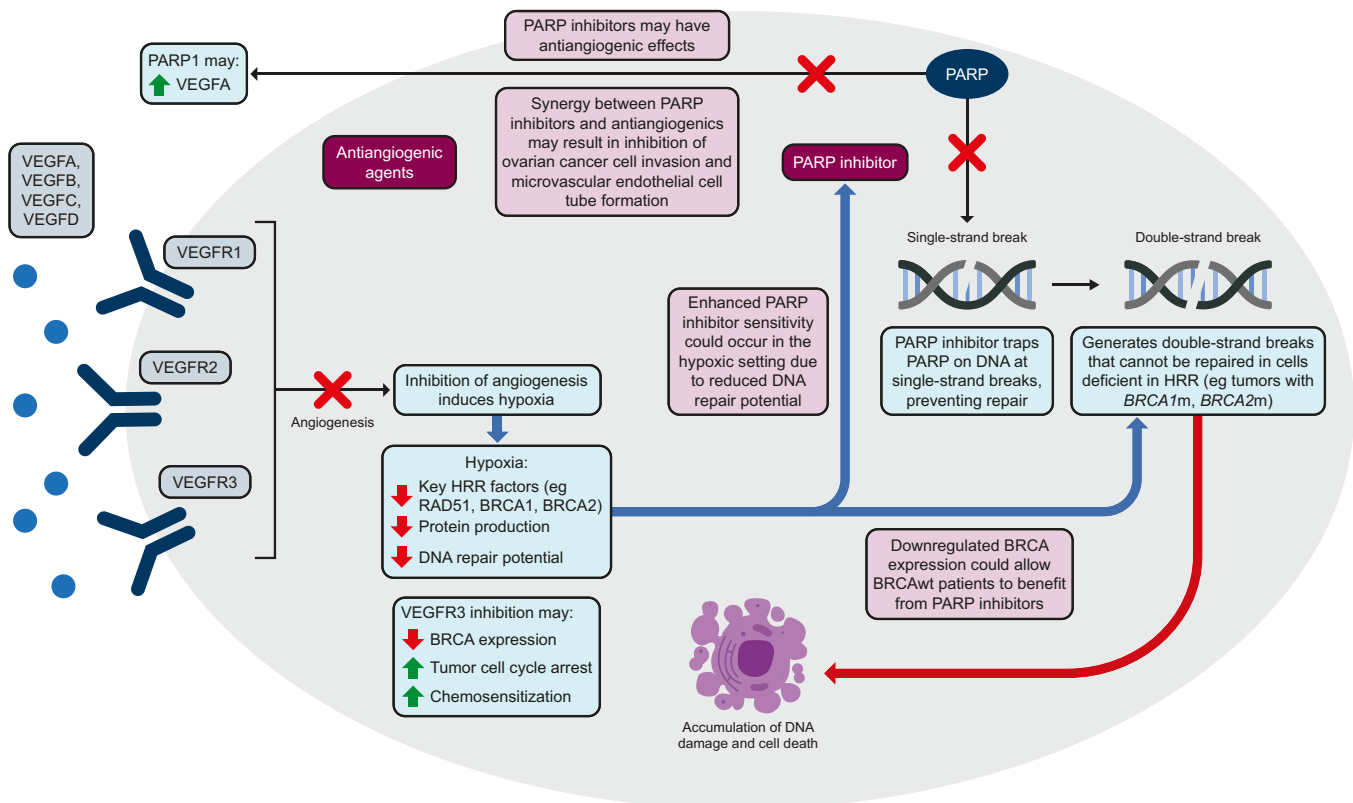 PARP inhibitors may have
antiangiogenic effects
PARP1 may:
VEGFA
PARP
Synergy between PARP
inhibitors and antiangiogenics
may result in inhibition of
ovarian cancer cell invasion and
microvascular endothelial cell
tube formation
Antiangiogenic
agents
PARP inhibitor
VEGFA,
VEGFB,
VEGFC,
VEGFD
VEGFR1
VEGFR2
VEGFR3
Angiogenesis
Single-strand break
Double-strand break
Enhanced PARP
inhibitor sensitivity
could occur in the
hypoxic setting due
to reduced DNA
repair potential
PARP inhibitor traps
PARP on DNA at
single-strand breaks,
preventing repair
Generates double-strand breaks
that cannot be repaired in cells
deficient in HRR (eg tumors with
BRCA1m, BRCA2m)
Inhibition of angiogenesis
induces hypoxia
Hypoxia:
Key HRR factors (eg
RAD51, BRCA1, BRCA2)
Protein production
DNA repair potential
Downregulated BRCA
expression could allow
BRCAwt patients to benefit
from PARP inhibitors
VEGFR3 inhibition may:
BRCA expression
Tumor cell cycle arrest
Chemosensitization
Accumulation of DNA
damage and cell death